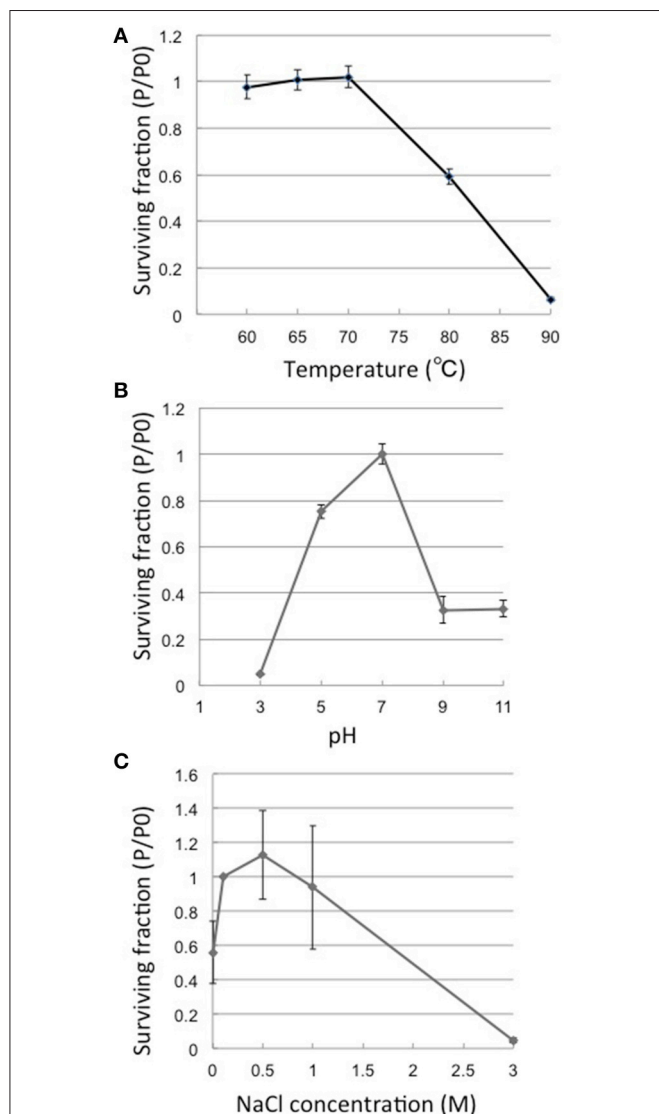 A
Surviving fraction (P/P0)
1.2
1
0.8
0.6
0.4
0.2
0
60 65 70 75 80 85 90
Temperature (°C)
B
Surviving fraction (P/P0)
1.2
1
0.8
0.6
0.4
0.2
0
1 3 5 7 9 11
pH
C
Surviving fraction (P/P0)
1.6
1.4
1.2
1
0.8
0.6
0.4
0.2
0
0 0.5 1 1.5 2 2.5 3
NaCl concentration (M)